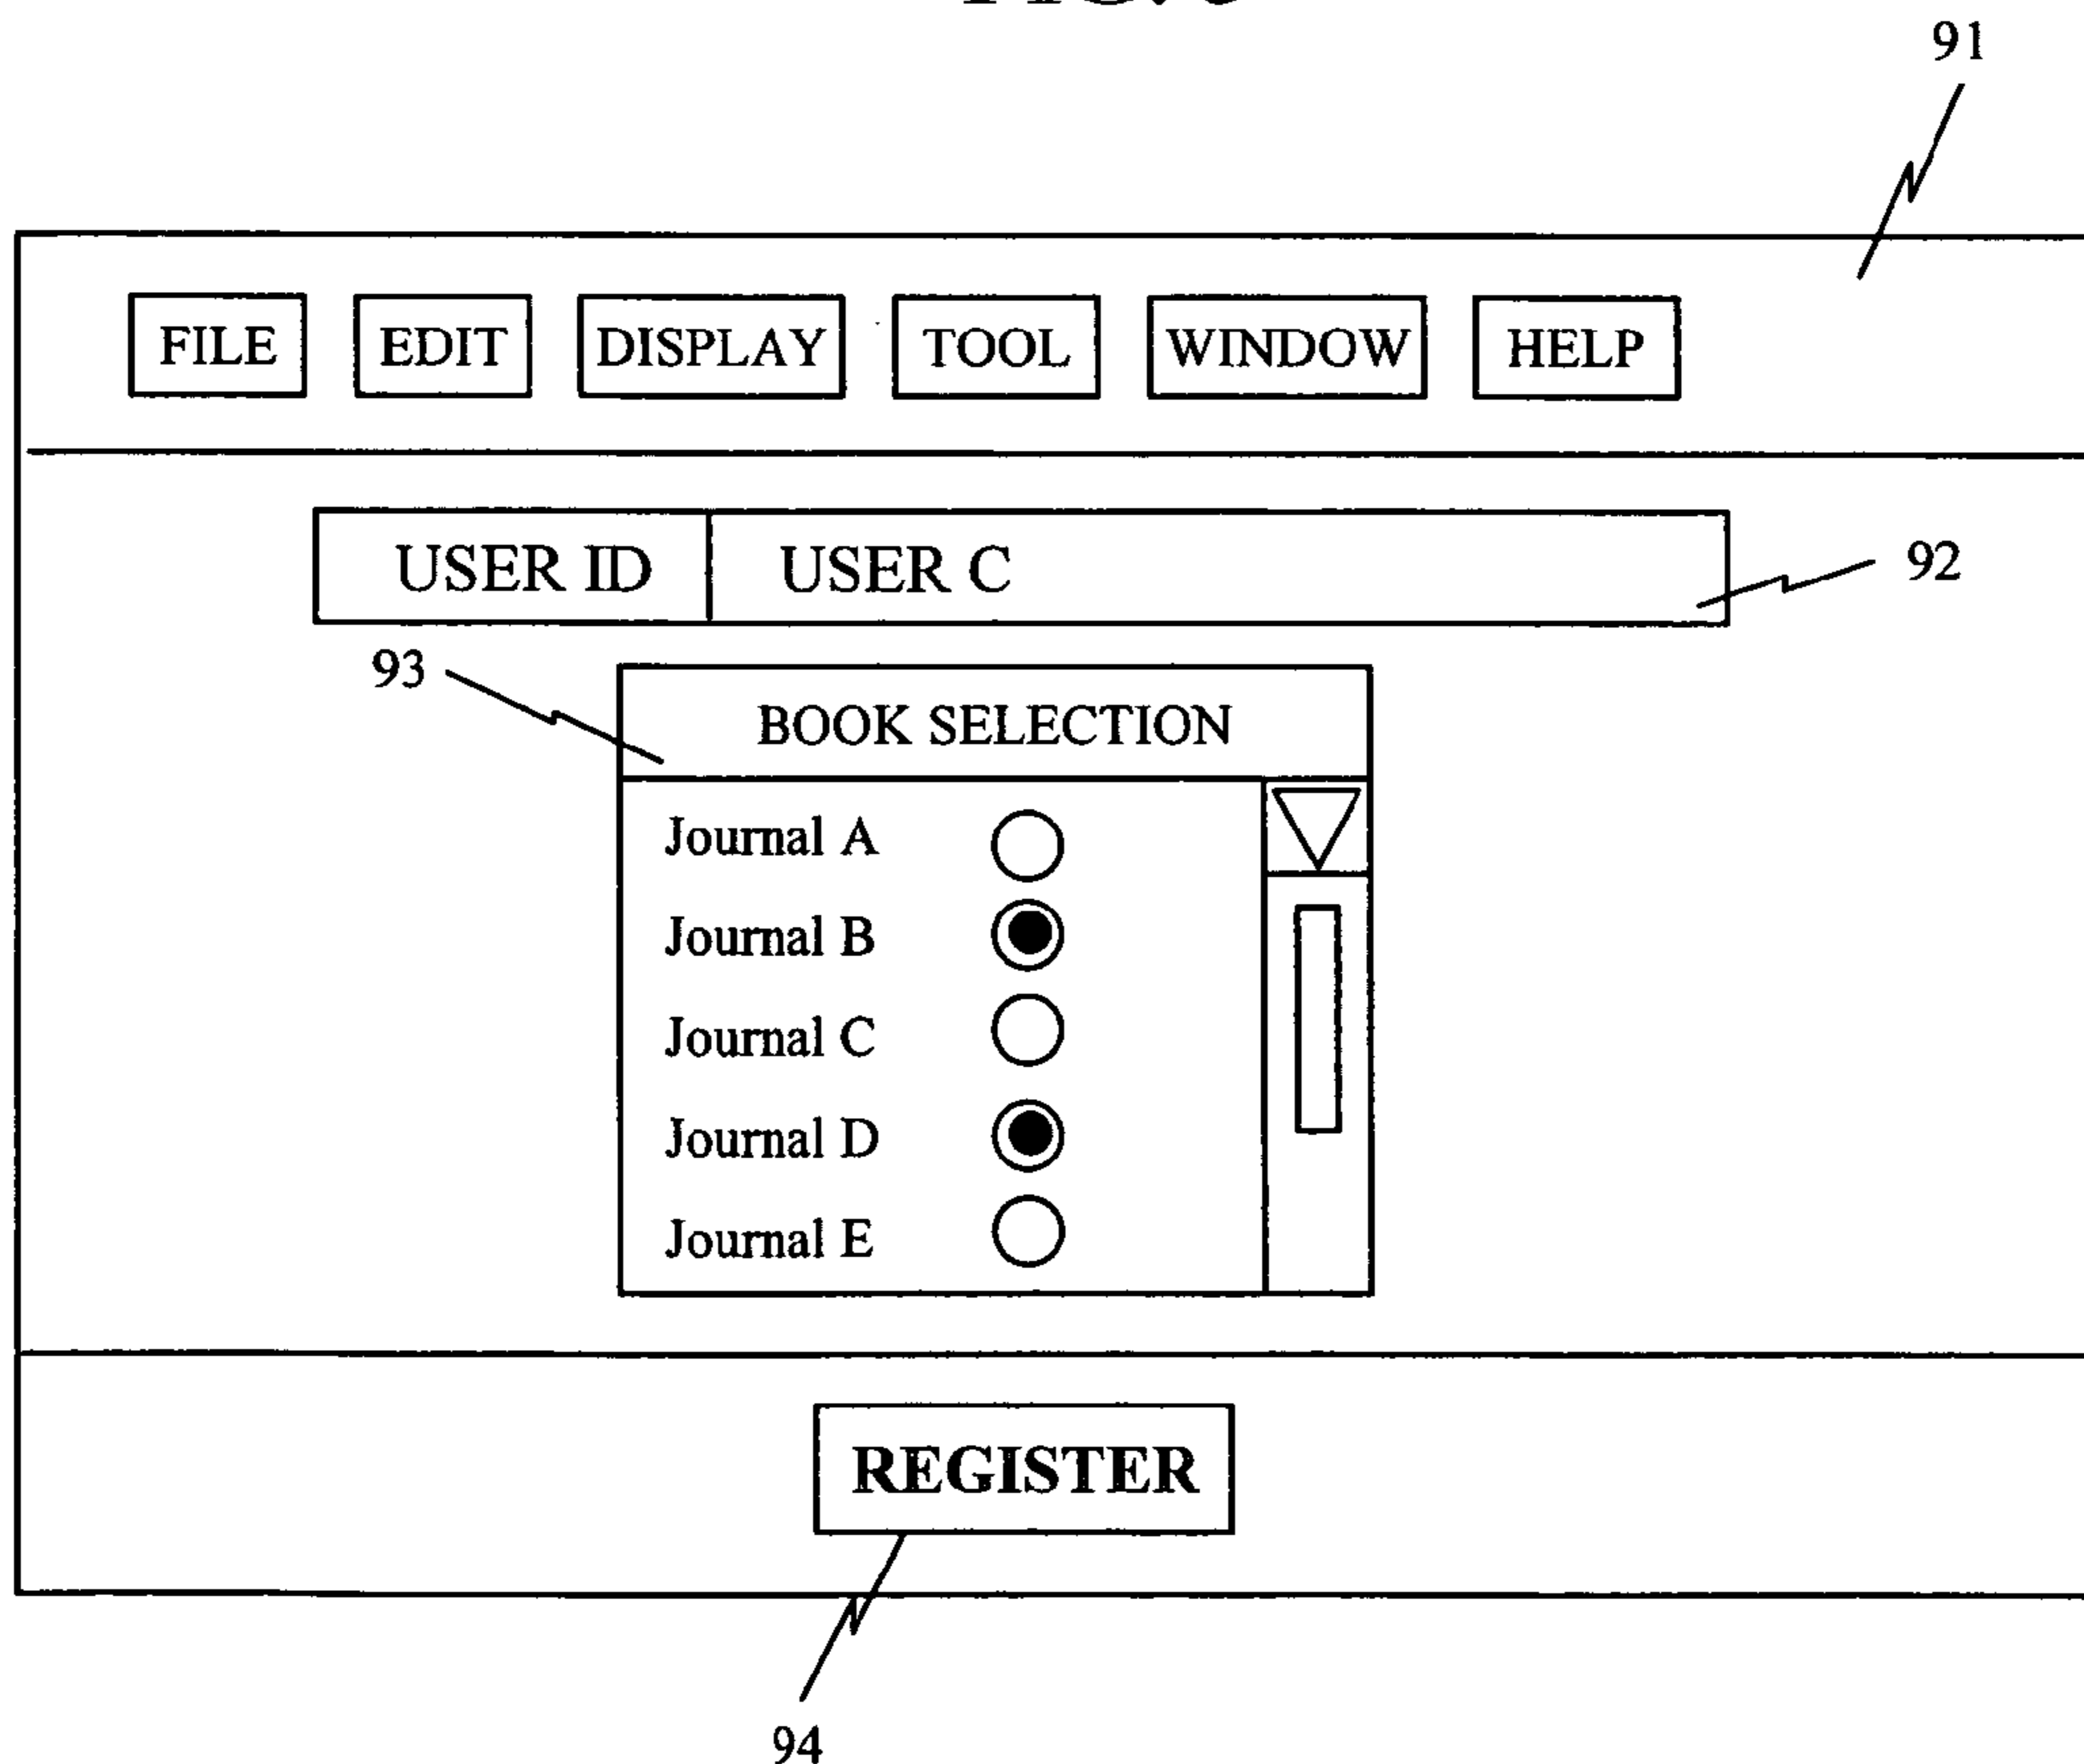 91
FILE EDIT DISPLAY TOOL WINDOW HELP
USER ID USER C
92
93
BOOK SELECTION
Journal A
Journal B
Journal C
Journal D
Journal E
REGISTER
94